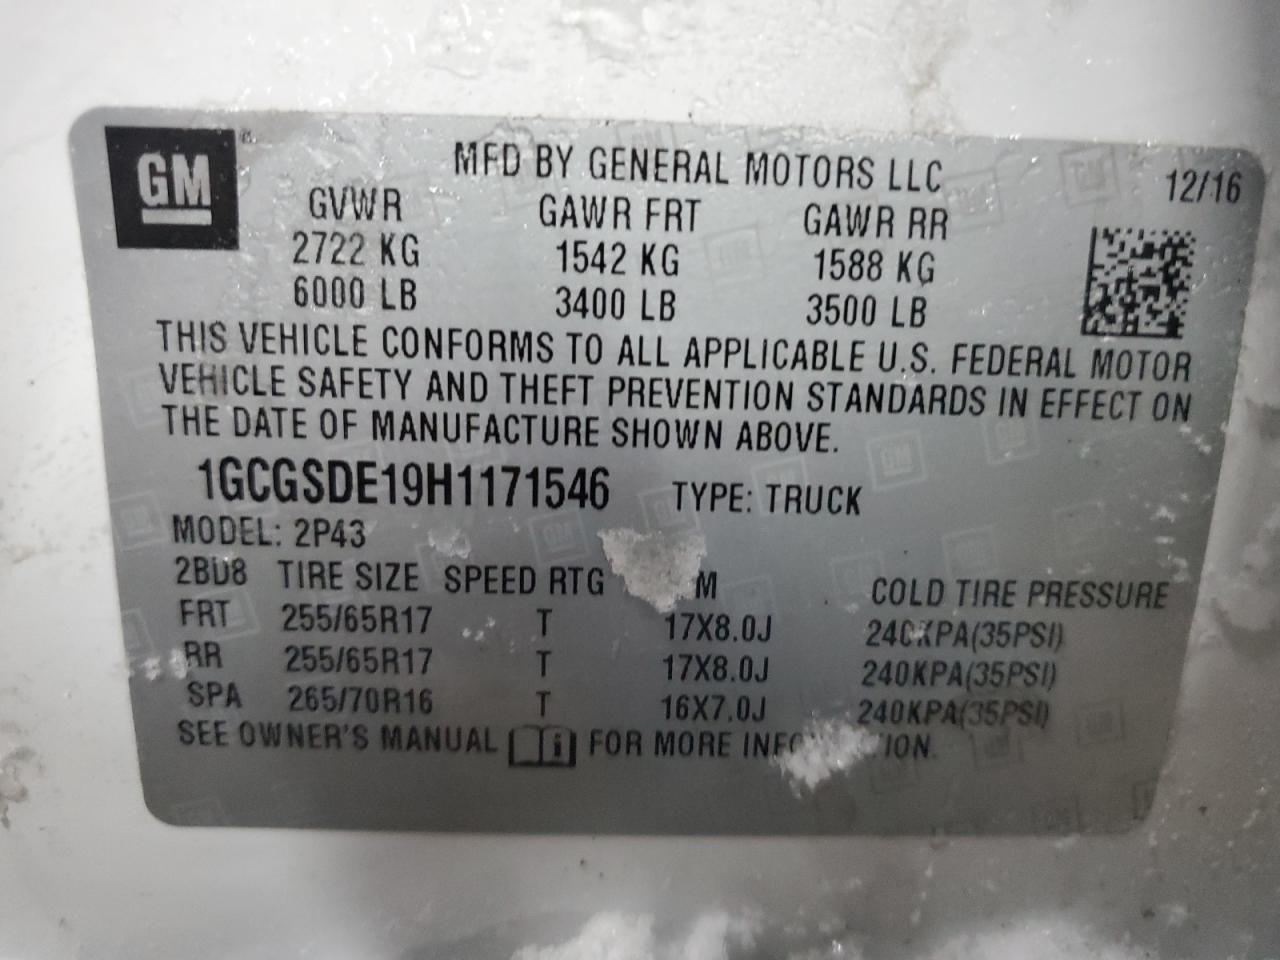 GM
MFD BY GENERAL MOTORS LLC 12/16
GVWR GAWR FRT GAWR RR
2722 KG 1542 KG 1588 KG
6000 LB 3400 LB 3500 LB
THIS VEHICLE CONFORMS TO ALL APPLICABLE U.S. FEDERAL MOTOR
VEHICLE SAFETY AND THEFT PREVENTION STANDARDS IN EFFECT ON
THE DATE OF MANUFACTURE SHOWN ABOVE.
1GCGSDE19H1171546 TYPE: TRUCK
MODEL: 2P43
2BU8 TIRE SIZE SPEED RTG M COLD TIRE PRESSURE
FRT 255/65R17 T 17X8.0J 240KPA(35PSI)
RR 255/65R17 T 17X8.0J 240KPA(35PSI)
SPA 265/70R16 T 16X7.0J 240KPA(35PSI)
SEE OWNER'S MANUAL FOR MORE